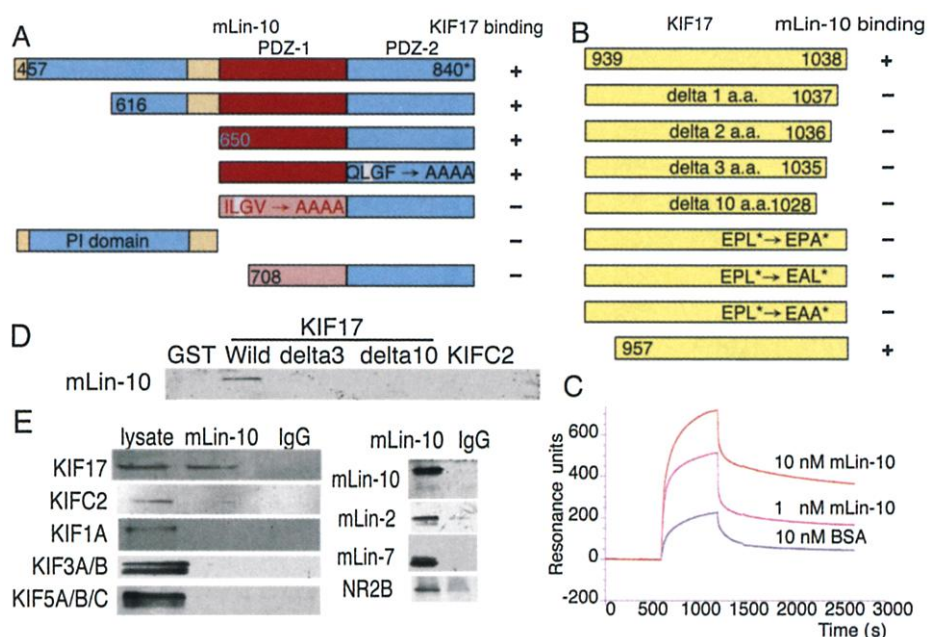 A
mLin-10
KIF17 binding
PDZ-1
PDZ-2
457
840*
+
616
+
650
+
QLGF → AAAA
+
ILGV → AAAA
−
PI domain
−
708
−
B
KIF17
mLin-10 binding
939
1038
+
delta 1 a.a.
1037
−
delta 2 a.a.
1036
−
delta 3 a.a.
1035
−
delta 10 a.a.
1028
−
EPL*→ EPA*
−
EPL*→ EAL*
−
EPL*→ EAA*
−
957
+
D
KIF17
GST Wild delta3 delta10 KIFC2
mLin-10
E
lysate mLin-10 IgG
KIF17
KIFC2
KIF1A
KIF3A/B
KIF5A/B/C
mLin-10 IgG
mLin-10
mLin-2
mLin-7
NR2B
C
Resonance units
600
400
200
0
-200
10 nM mLin-10
1 nM mLin-10
10 nM BSA
0 500 1000 1500 2000 2500 3000
Time (s)